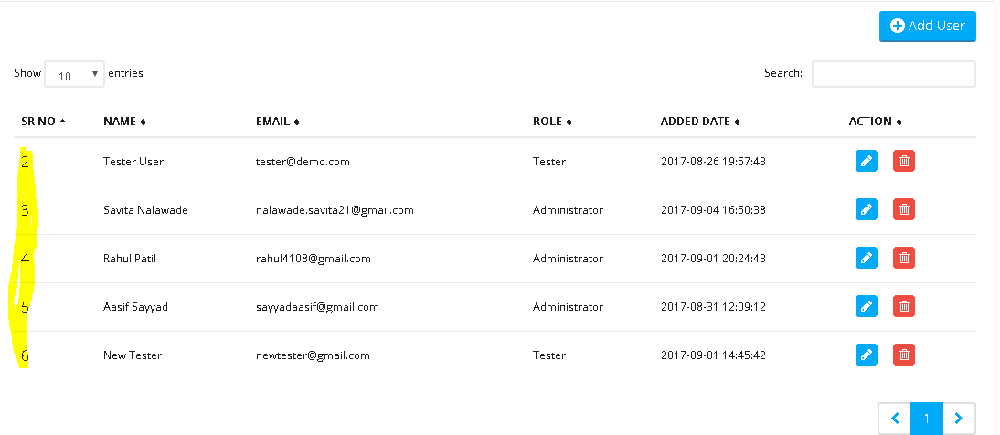 Add User
Show 10 entries Search:
SR NO NAME EMAIL ROLE ADDED DATE ACTION
2 Tester User tester@demo.com Tester 2017-08-26 19:57:43
3 Savita Nalawade nalawade.savita21@gmail.com Administrator 2017-09-04 16:50:38
4 Rahul Patil rahul4108@gmail.com Administrator 2017-09-01 20:24:43
5 Aasif Sayyad sayyadaasif@gmail.com Administrator 2017-08-31 12:09:12
6 New Tester newtester@gmail.com Tester 2017-09-01 14:45:42
1